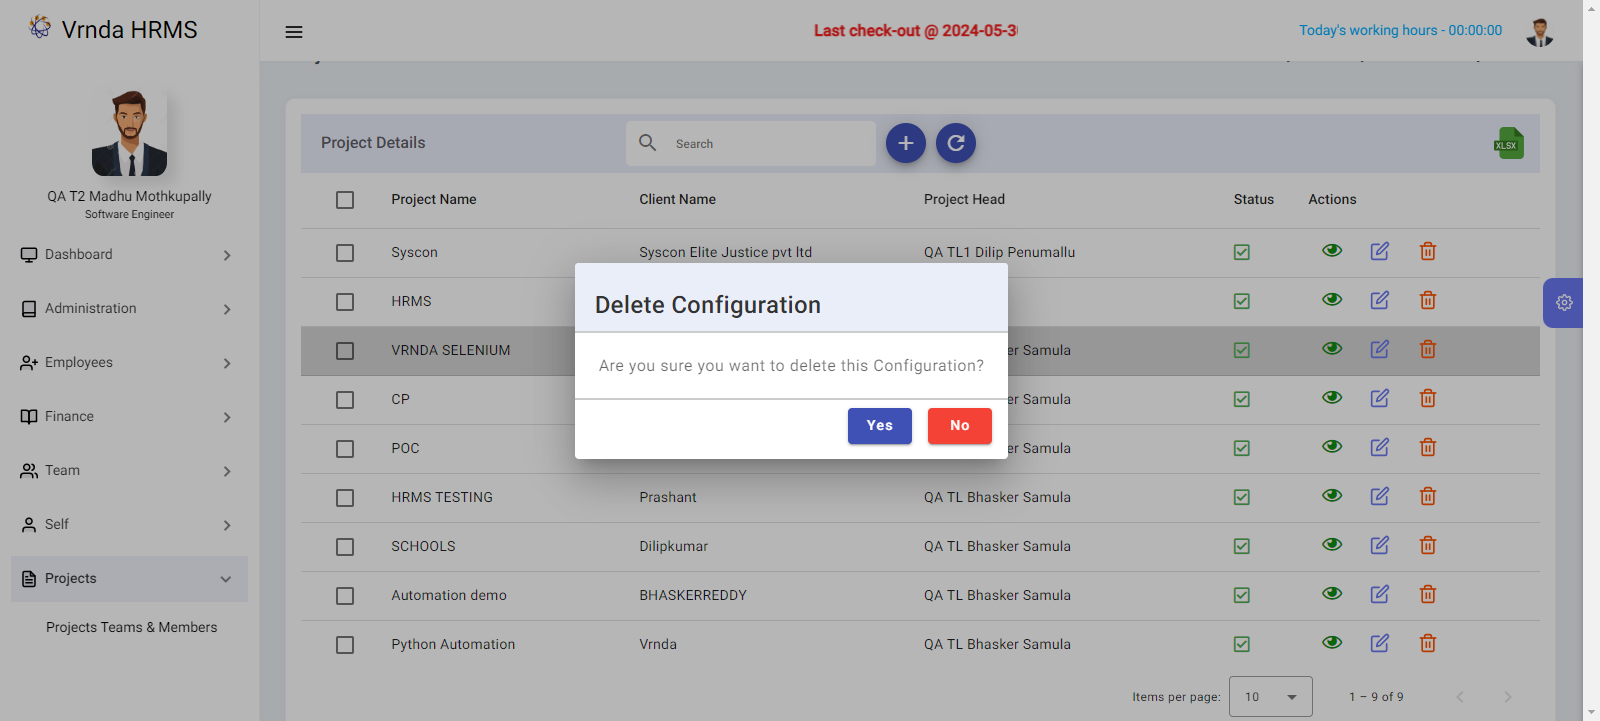 Vrnda HRMS
Last check-out @ 2024-05-3
Today's working hours - 00:00:00
QA T2 Madhu Mothkupally
Software Engineer
Dashboard
Administration
Employees
Finance
Team
Self
Projects
Projects Teams & Members
Project Details
Search
XLSX
Project Name Client Name Project Head Status Actions
Syscon Syscon Elite Justice pvt ltd QA TL1 Dilip Penumallu
HRMS
VRNDA SELENIUM er Samula
CP er Samula
POC er Samula
HRMS TESTING Prashant QA TL Bhasker Samula
SCHOOLS Dilipkumar QA TL Bhasker Samula
Automation demo BHASKERREDDY QA TL Bhasker Samula
Python Automation Vrnda QA TL Bhasker Samula
Items per page: 10 1 – 9 of 9
Delete Configuration
Are you sure you want to delete this Configuration?
Yes No